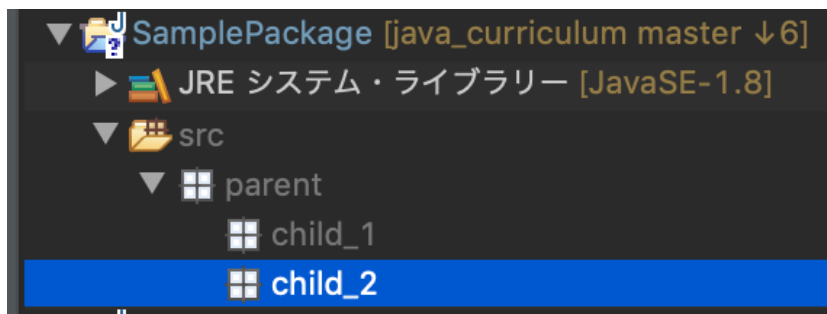 SamplePackage [java_curriculum master ↓6]
JRE システム・ライブラリー [JavaSE-1.8]
src
parent
child_1
child_2